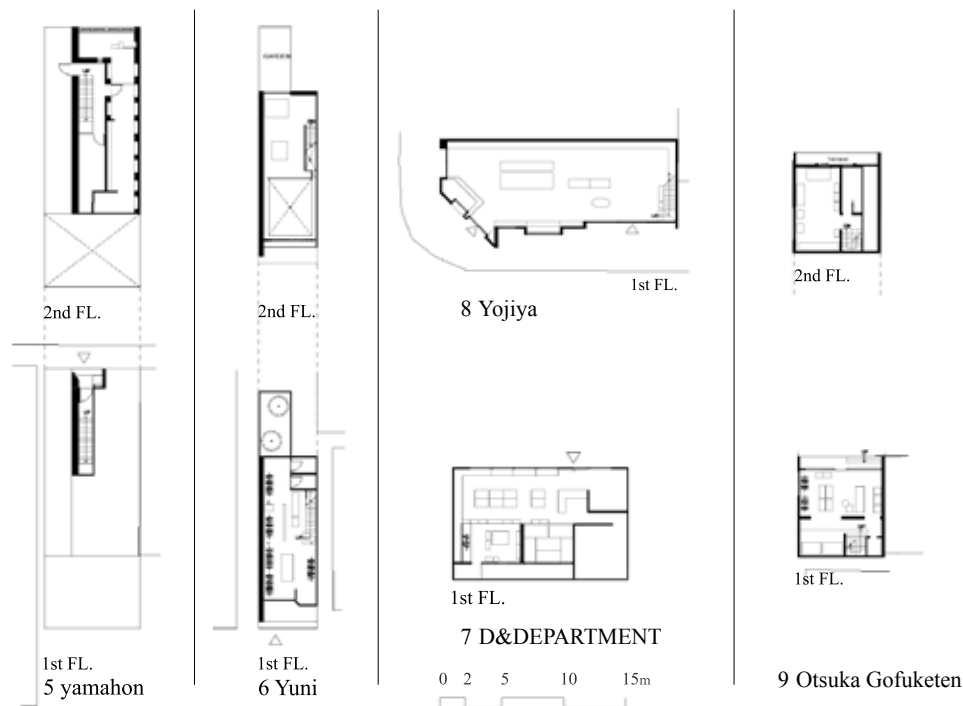 2nd FL.
1st FL.
5 yamahon
GARDEN
2nd FL.
1st FL.
6 Yuni
1st FL.
8 Yojiya
1st FL.
7 D&DEPARTMENT
0 2 5 10 15m
2nd FL.
1st FL.
9 Otsuka Gofuketen